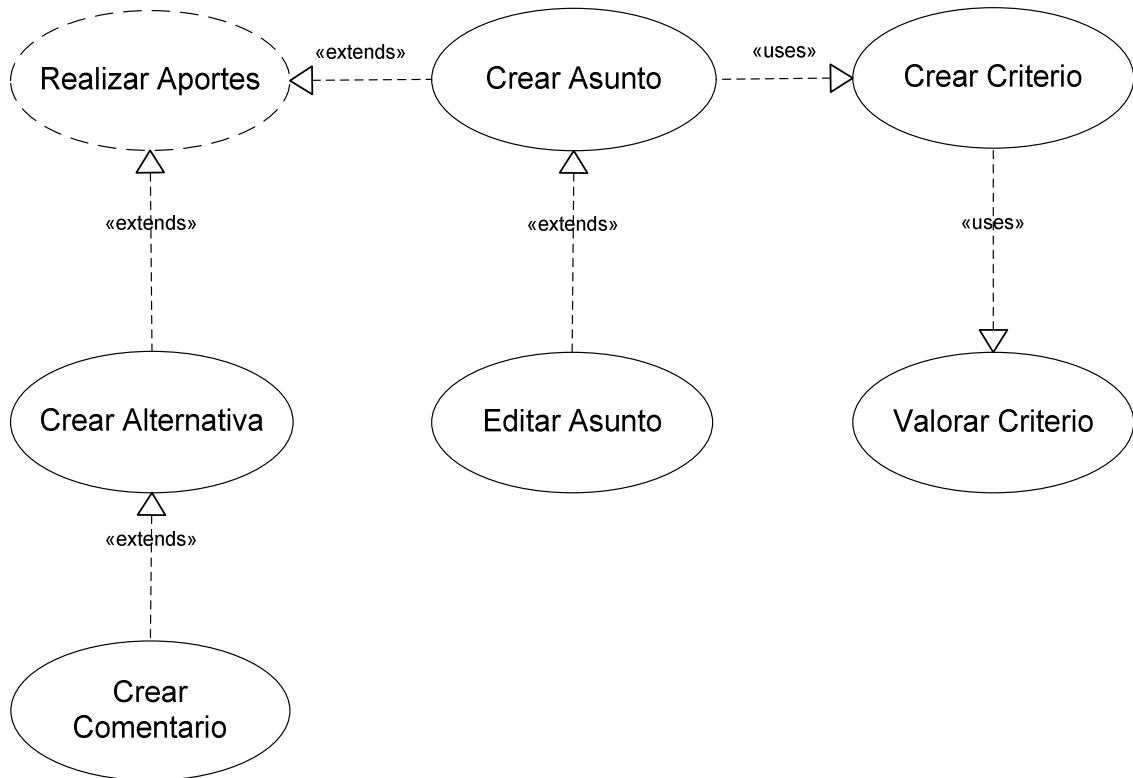 Realizar Aportes
«extends»
Crear Asunto
«uses»
Crear Criterio
«extends»
«extends»
«uses»
Crear Alternativa
Editar Asunto
Valorar Criterio
«extends»
Crear
Comentario